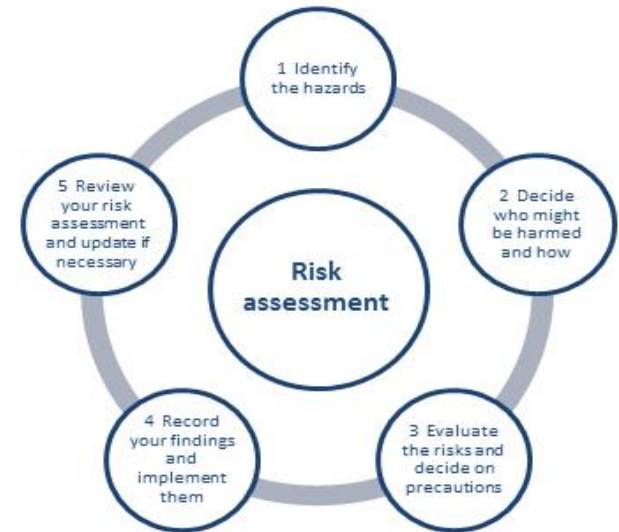 1 Identify
the hazards
2 Decide
who might
be harmed
and how
3 Evaluate
the risks and
decide on
precautions
4 Record
your findings
and
implement
them
5 Review
your risk
assessment
and update if
necessary
Risk
assessment